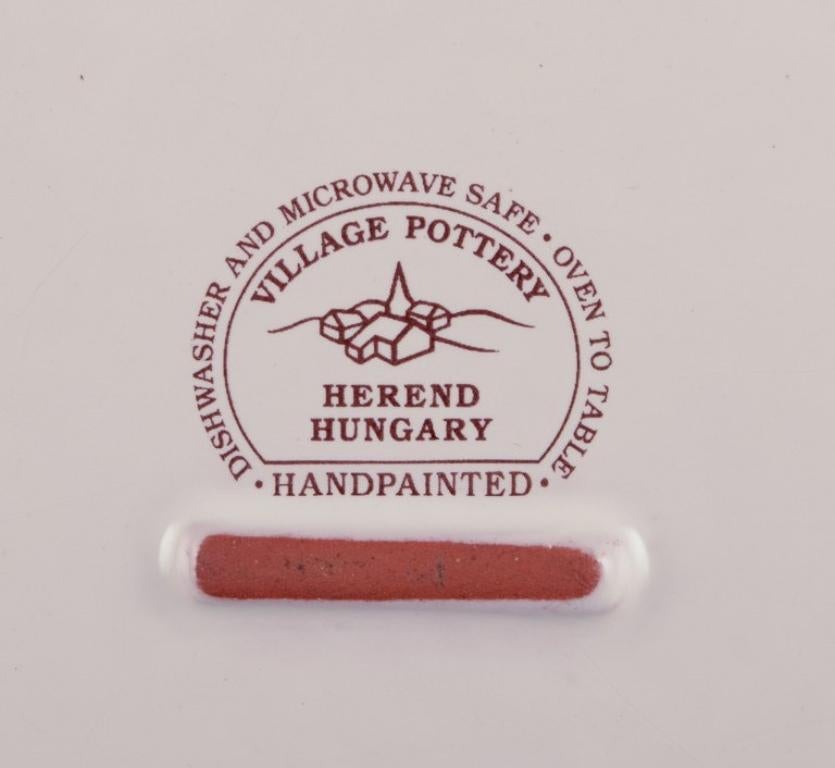 DISHWASHER AND MICROWAVE SAFE • OVEN TO TABLE
VILLAGE POTTERY
HEREND
HUNGARY
• HANDPAINTED •